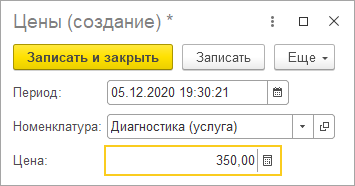 Цены (создание) *
Записать и закрыть Записать Еще
Период: 05.12.2020 19:30:21
Номенклатура: Диагностика (услуга)
Цена: 350,00